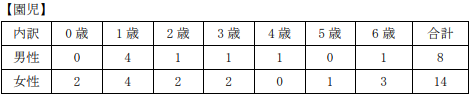 【園児】
内訳 0歳 1歳 2歳 3歳 4歳 5歳 6歳 合計
男性 0 4 1 1 1 0 1 8
女性 2 4 2 2 0 1 3 14